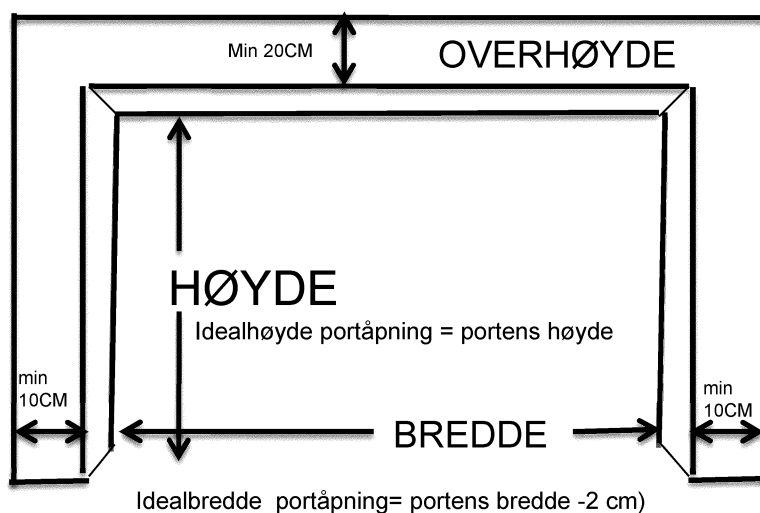 Min 20CM
OVERHØYDE
HØYDE
Idealhøyde portåpning = portens høyde
min
10CM
min
10CM
BREDDE
Idealbredde portåpning= portens bredde -2 cm)